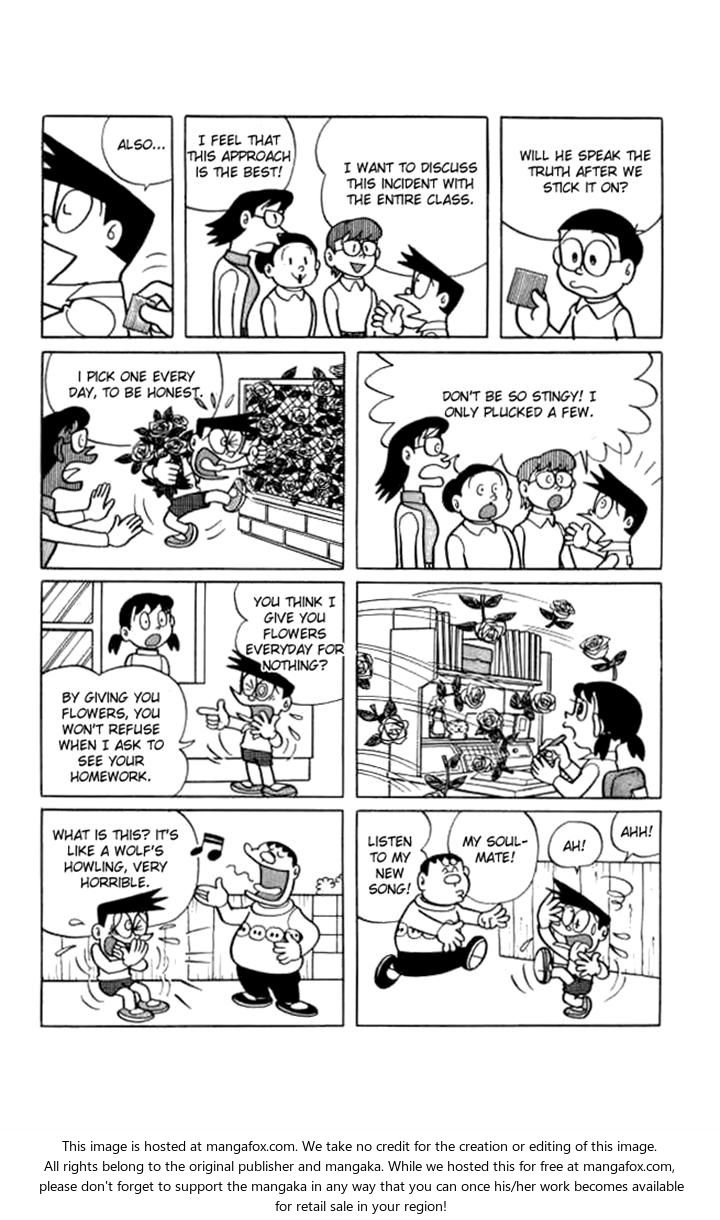 WILL HE SPEAK THE
TRUTH AFTER WE
STICK IT ON?
I WANT TO DISCUSS
THIS INCIDENT WITH
THE ENTIRE CLASS.
I FEEL THAT
THIS APPROACH
IS THE BEST!
ALSO...
DON'T BE SO STINGY! I
ONLY PLUCKED A FEW.
I PICK ONE EVERY
DAY, TO BE HONEST.
YOU THINK I
GIVE YOU
FLOWERS
EVERYDAY FOR
NOTHING?
BY GIVING YOU
FLOWERS, YOU
WON'T REFUSE
WHEN I ASK TO
SEE YOUR
HOMEWORK.
AHH!
AH!
MY SOUL-
MATE!
LISTEN
TO MY
NEW
SONG!
WHAT IS THIS? IT'S
LIKE A WOLF'S
HOWLING, VERY
HORRIBLE.
This image is hosted at mangafox.com. We take no credit for the creation or editing of this image.
All rights belong to the original publisher and mangaka. While we hosted this for free at mangafox.com,
please don't forget to support the mangaka in any way that you can once his/her work becomes available
for retail sale in your region!